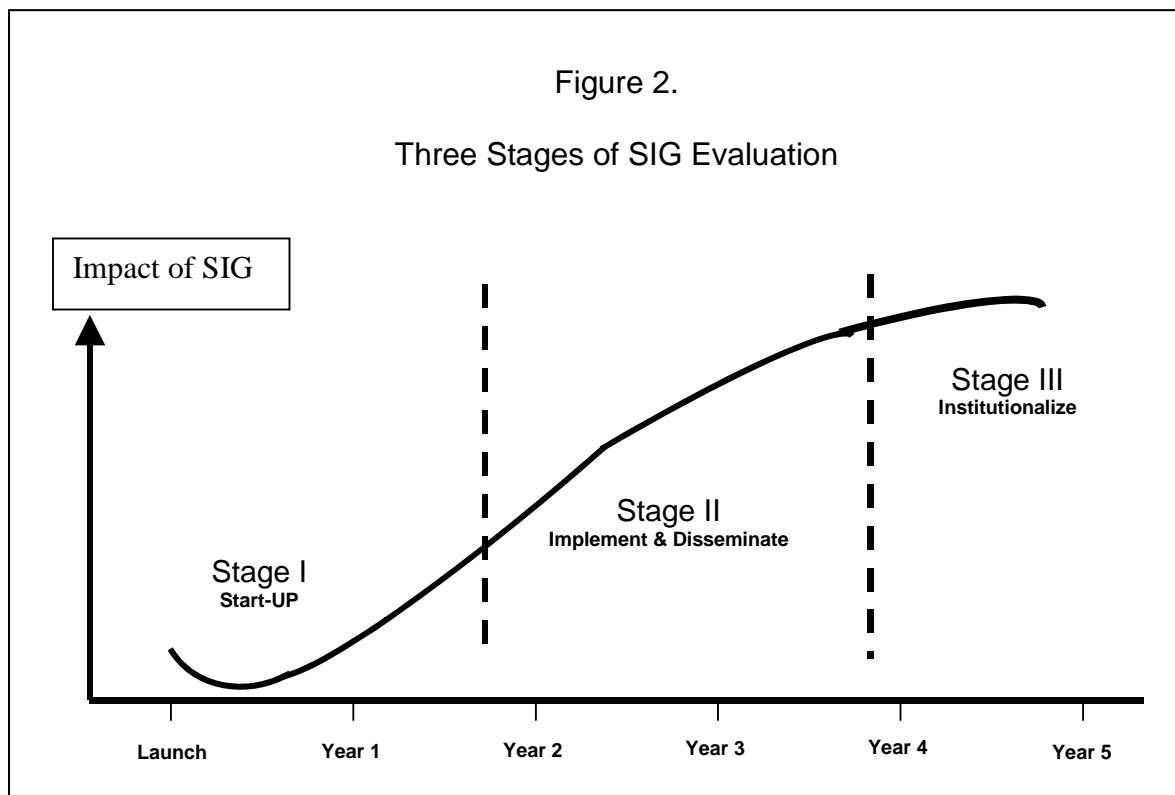 Figure 2.
Three Stages of SIG Evaluation
Impact of SIG
Stage III
Institutionalize
Stage II
Implement & Disseminate
Stage I
Start-UP
Launch
Year 1
Year 2
Year 3
Year 4
Year 5